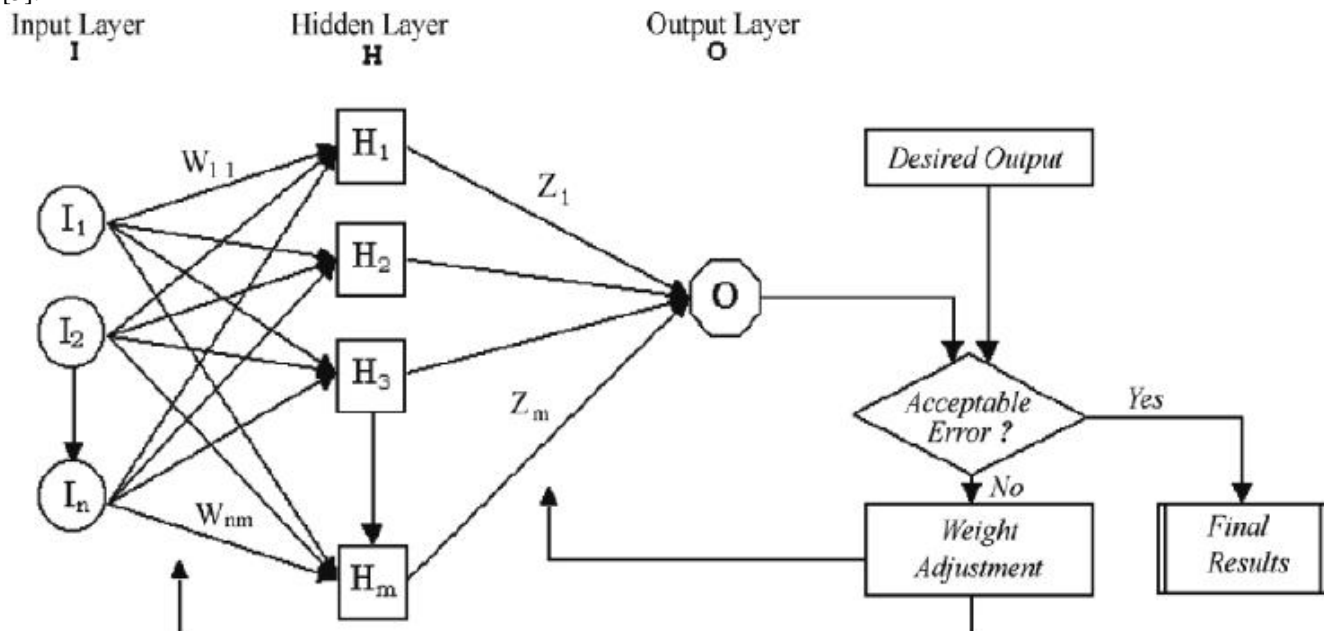 Input Layer
I
Hidden Layer
H
Output Layer
O
W₁₁
I₁
I₂
Iₙ
Wₙₘ
H₁
H₂
H₃
Hₘ
Z₁
Zₘ
O
Desired Output
Acceptable
Error ?
Yes
No
Weight
Adjustment
Final
Results